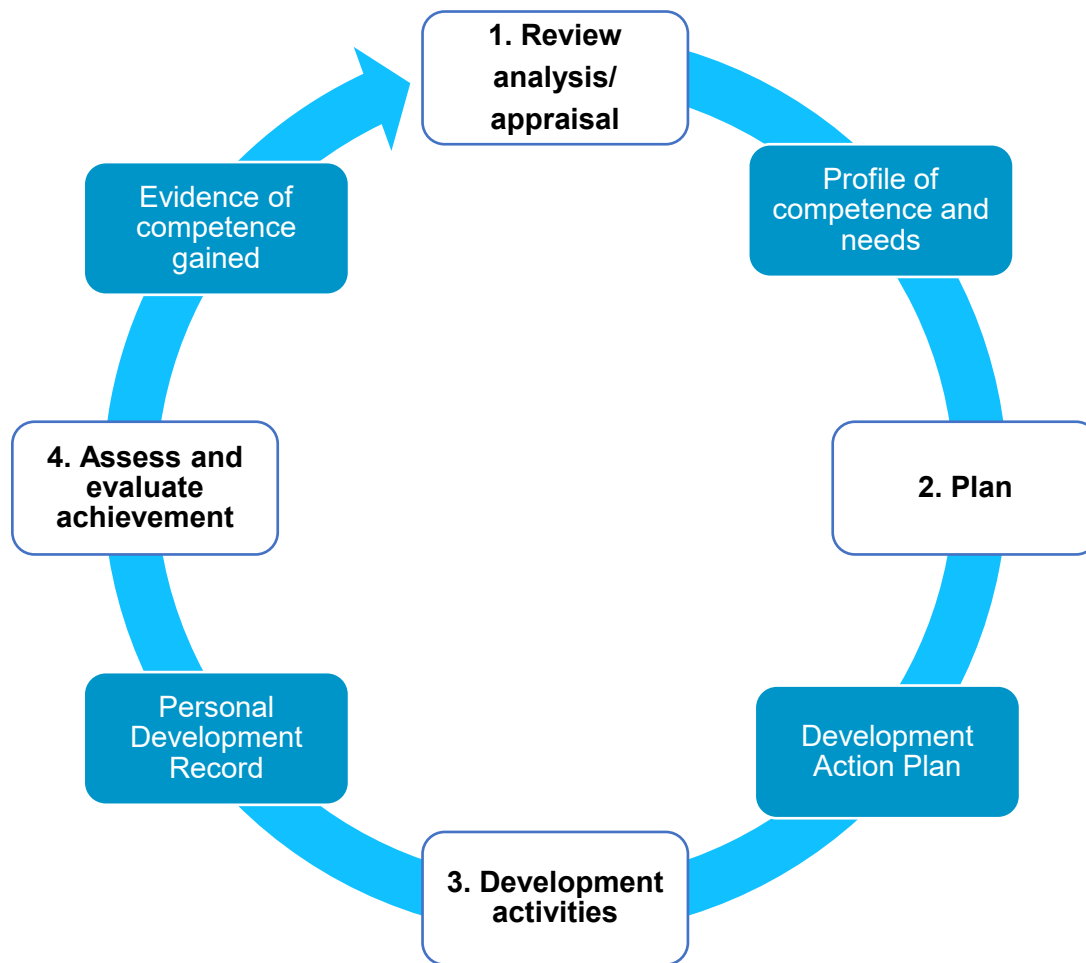 1. Review
analysis/
appraisal
Profile of
competence and
needs
2. Plan
Development
Action Plan
3. Development
activities
Personal
Development
Record
4. Assess and
evaluate
achievement
Evidence of
competence
gained